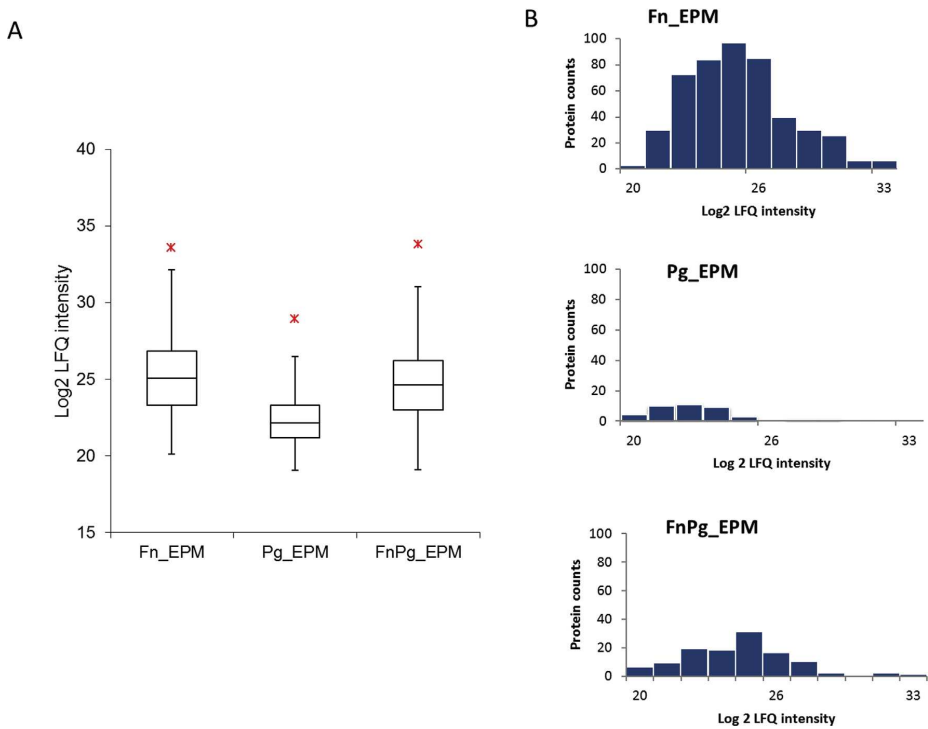 A
Log2 LFQ intensity
40
35
30
25
20
15
Fn_EPM Pg_EPM FnPg_EPM
B
Fn_EPM
Protein counts
100
80
60
40
20
0
20 26 33
Log2 LFQ intensity
Pg_EPM
Protein counts
100
80
60
40
20
0
20 26 33
Log 2 LFQ intensity
FnPg_EPM
Protein counts
100
80
60
40
20
0
20 26 33
Log 2 LFQ intensity